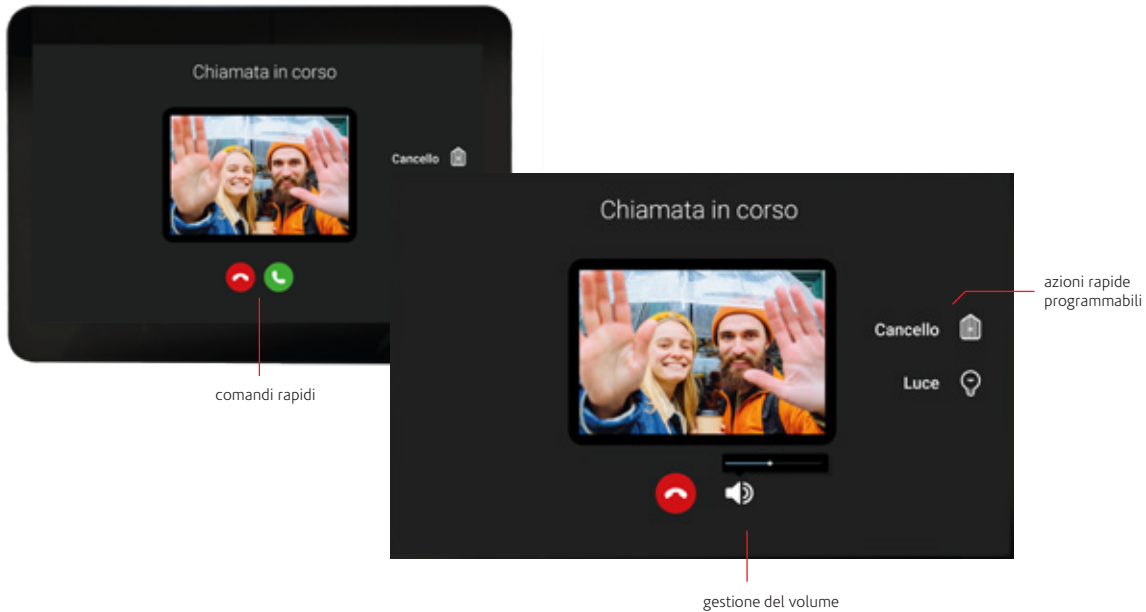 Chiamata in corso
Cancello
comandi rapidi
Chiamata in corso
Cancello
Luce
azioni rapide
programmabili
gestione del volume